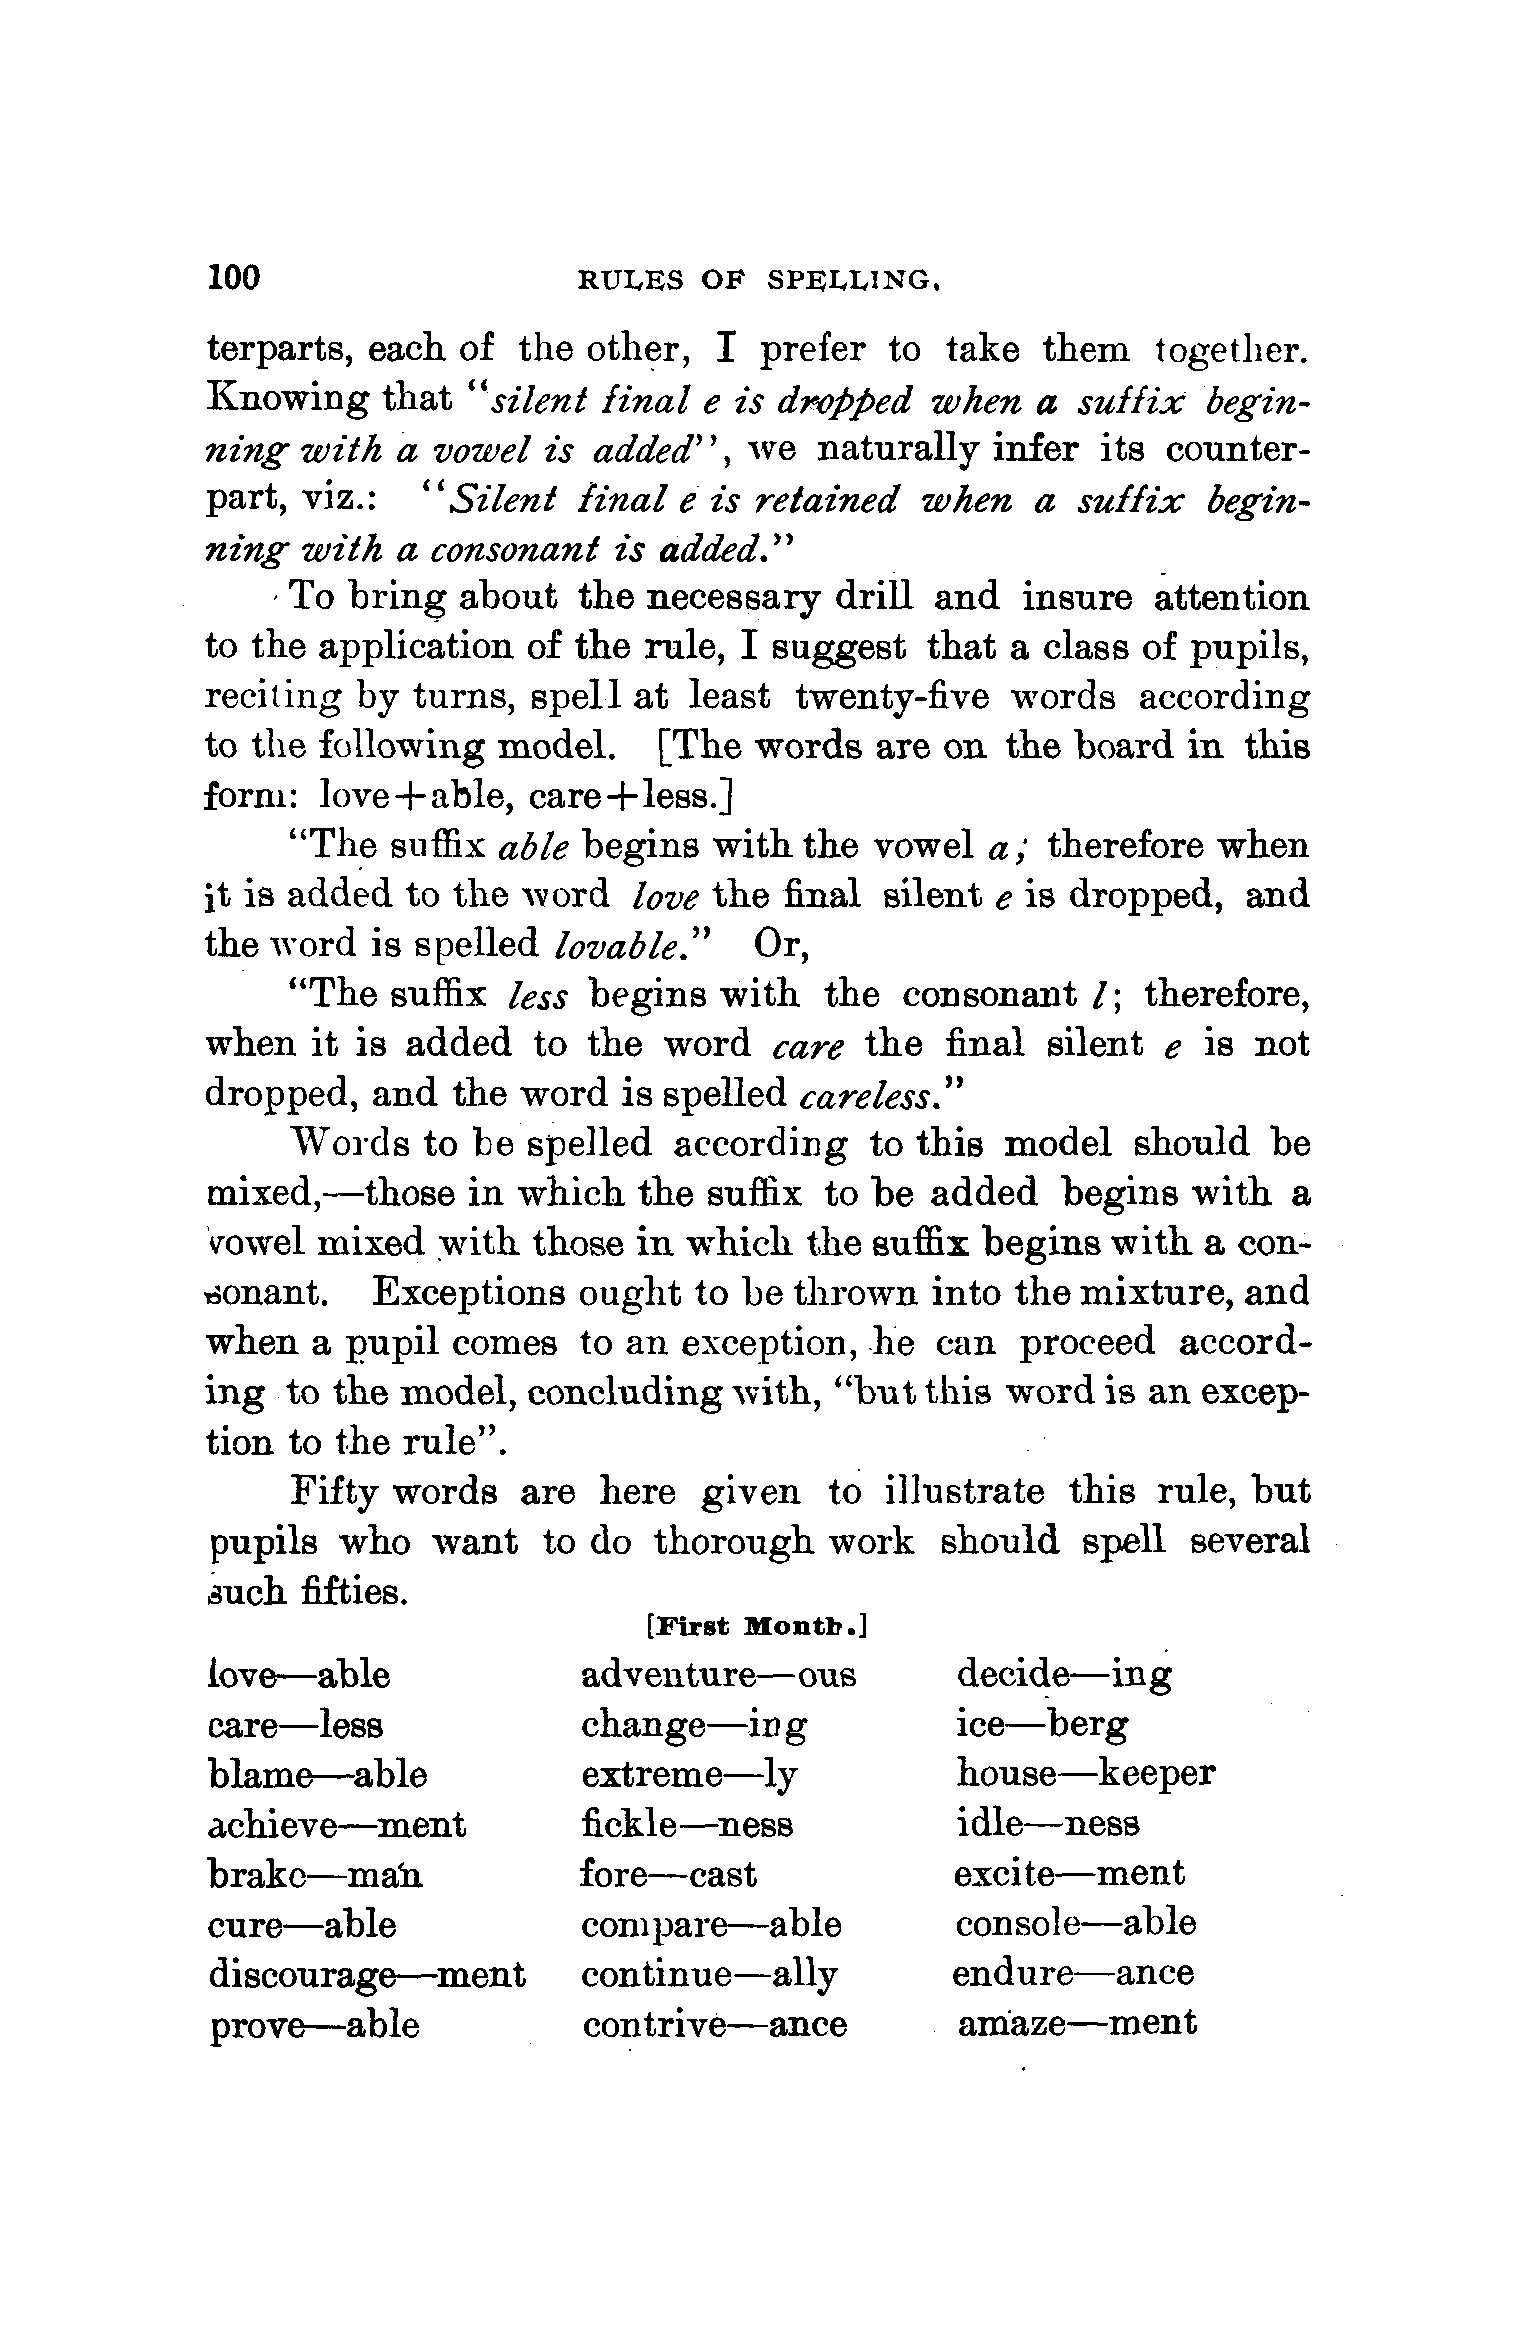 100 RULES OF SPELLING.
terparts, each of the other, I prefer to take them together.
Knowing that "silent final e is dropped when a suffix begin-
ning with a vowel is added", we naturally infer its counter-
part, viz.: "Silent final e is retained when a suffix begin-
ning with a consonant is added."
To bring about the necessary drill and insure attention
to the application of the rule, I suggest that a class of pupils,
reciting by turns, spell at least twenty-five words according
to the following model. [The words are on the board in this
form: love+able, care+less.]
"The suffix able begins with the vowel a; therefore when
it is added to the word love the final silent e is dropped, and
the word is spelled lovable." Or,
"The suffix less begins with the consonant l; therefore,
when it is added to the word care the final silent e is not
dropped, and the word is spelled careless."
Words to be spelled according to this model should be
mixed,—those in which the suffix to be added begins with a
vowel mixed with those in which the suffix begins with a con-
sonant. Exceptions ought to be thrown into the mixture, and
when a pupil comes to an exception, he can proceed accord-
ing to the model, concluding with, "but this word is an excep-
tion to the rule".
Fifty words are here given to illustrate this rule, but
pupils who want to do thorough work should spell several
such fifties.
[First Month.]
love—able adventure—ous decide—ing
care—less change—ing ice—berg
blame—able extreme—ly house—keeper
achieve—ment fickle—ness idle—ness
brake—man fore—cast excite—ment
cure—able compare—able console—able
discourage—ment continue—ally endure—ance
prove—able contrive—ance amaze—ment